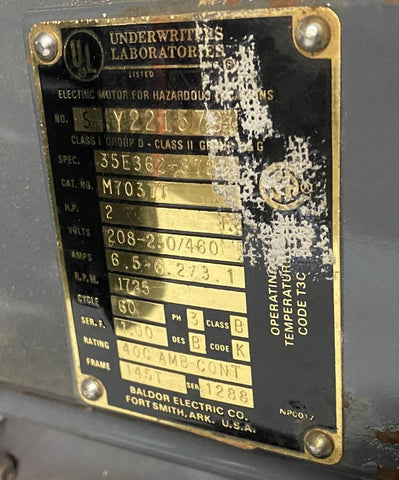 UL
UNDERWRITERS
LABORATORIES
LISTED
ELECTRIC MOTOR FOR HAZARDOUS
NO.
CLASS I GROUP D - CLASS II
SPEC. 35E362-
CAT. NO.
H.P. 2
VOLTS 208-230/460
AMPS 6.5-6.2/3.1
R.P.M. 1725
CYCLE 60 PH 3 CLASS B
SER. F. 1.00 DES B CODE K
RATING 40C AMB-CONT
FRAME 145T SER. 1288
BALDOR ELECTRIC CO.
FORT SMITH, ARK. U.S.A.
OPERATING
TEMPERATURE
CODE T3C